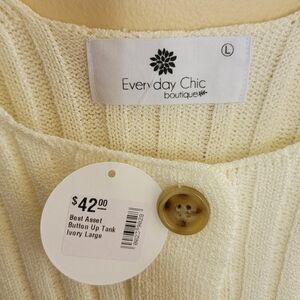 L
Everyday Chic
boutique
$42.00
Best Asset
Button Up Tank
Ivory Large